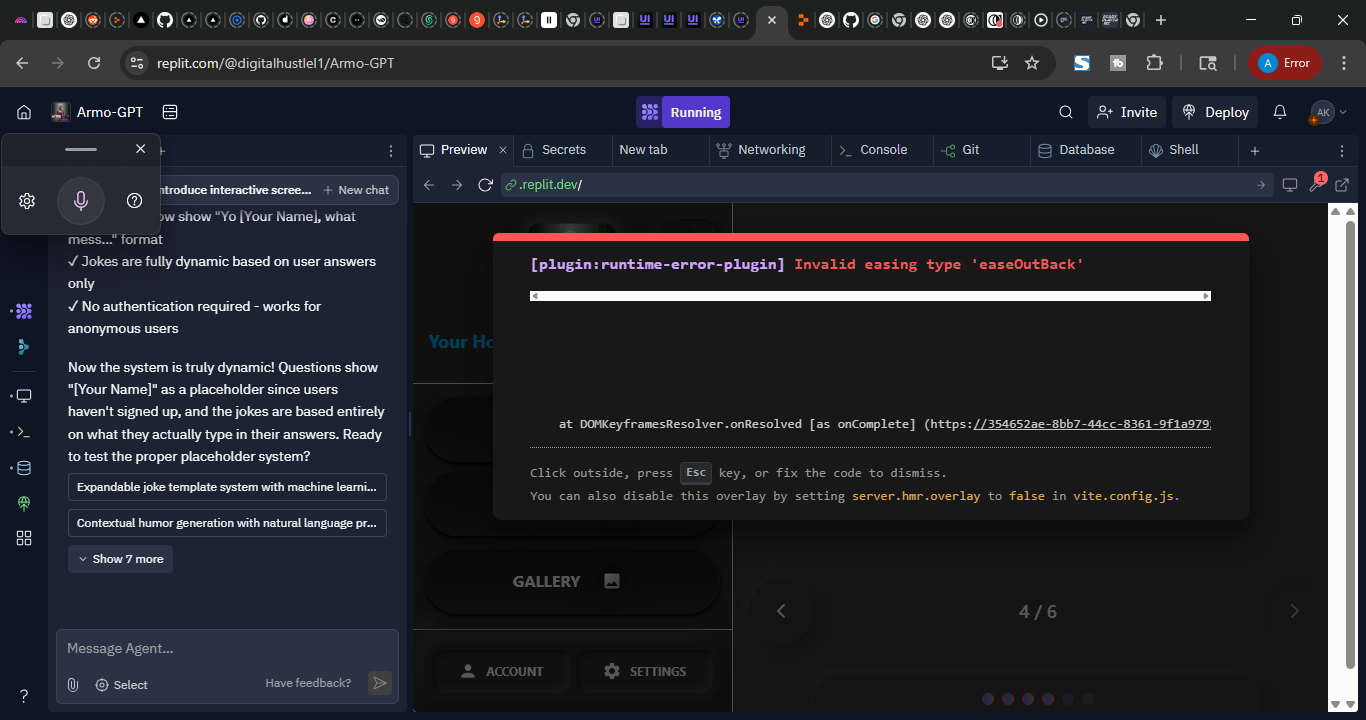 replit.com/@digitalhustlel1/Armo-GPT
A
Error
Armo-GPT
Running
Invite
Deploy
AK
Preview
Secrets
New tab
Networking
Console
Git
Database
Shell
ntroduce interactive scree...
New chat
.replit.dev/
1
ow show "Yo [Your Name], what
mess..." format
✓ Jokes are fully dynamic based on user answers
only
✓ No authentication required - works for
anonymous users
Now the system is truly dynamic! Questions show
"[Your Name]" as a placeholder since users
haven't signed up, and the jokes are based entirely
on what they actually type in their answers. Ready
to test the proper placeholder system?
Expandable joke template system with machine learni...
Contextual humor generation with natural language pr...
Show 7 more
Message Agent...
Select
Have feedback?
Your Ho
[plugin:runtime-error-plugin] Invalid easing type 'easeOutBack'
at DOMKeyframesResolver.onResolved [as onComplete] (https://354652ae-8bb7-44cc-8361-9f1a979
Click outside, press Esc key, or fix the code to dismiss.
You can also disable this overlay by setting server.hmr.overlay to false in vite.config.js.
GALLERY
4 / 6
ACCOUNT
SETTINGS